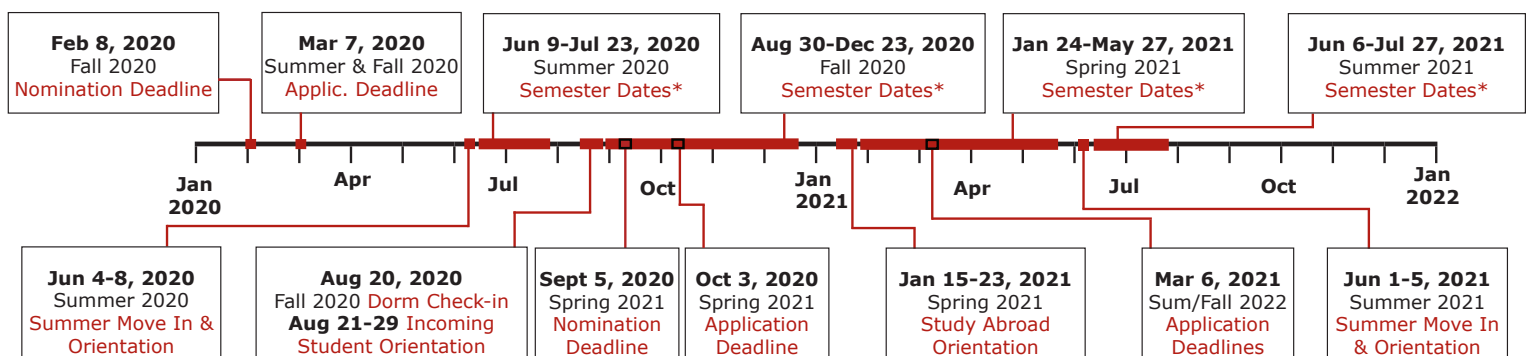 Feb 8, 2020
Fall 2020
Nomination Deadline
Mar 7, 2020
Summer & Fall 2020
Applic. Deadline
Jun 9-Jul 23, 2020
Summer 2020
Semester Dates*
Aug 30-Dec 23, 2020
Fall 2020
Semester Dates*
Jan 24-May 27, 2021
Spring 2021
Semester Dates*
Jun 6-Jul 27, 2021
Summer 2021
Semester Dates*
Jan
2020
Apr
Jul
Oct
Jan
2021
Apr
Jul
Oct
Jan
2022
Jun 4-8, 2020
Summer 2020
Summer Move In &
Orientation
Aug 20, 2020
Fall 2020 Dorm Check-in
Aug 21-29 Incoming
Student Orientation
Sept 5, 2020
Spring 2021
Nomination
Deadline
Oct 3, 2020
Spring 2021
Application
Deadline
Jan 15-23, 2021
Spring 2021
Study Abroad
Orientation
Mar 6, 2021
Sum/Fall 2022
Application
Deadlines
Jun 1-5, 2021
Summer 2021
Summer Move In
& Orientation